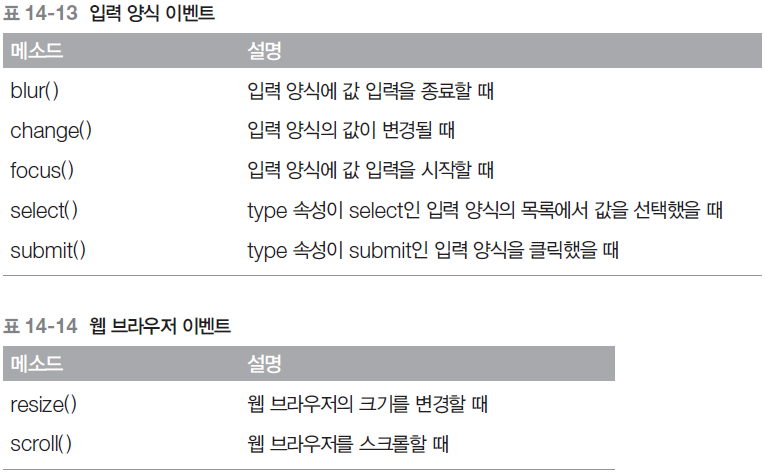 표 14-13 입력 양식 이벤트
메소드 설명
blur() 입력 양식에 값 입력을 종료할 때
change() 입력 양식의 값이 변경될 때
focus() 입력 양식에 값 입력을 시작할 때
select() type 속성이 select인 입력 양식의 목록에서 값을 선택했을 때
submit() type 속성이 submit인 입력 양식을 클릭했을 때
표 14-14 웹 브라우저 이벤트
메소드 설명
resize() 웹 브라우저의 크기를 변경할 때
scroll() 웹 브라우저를 스크롤할 때